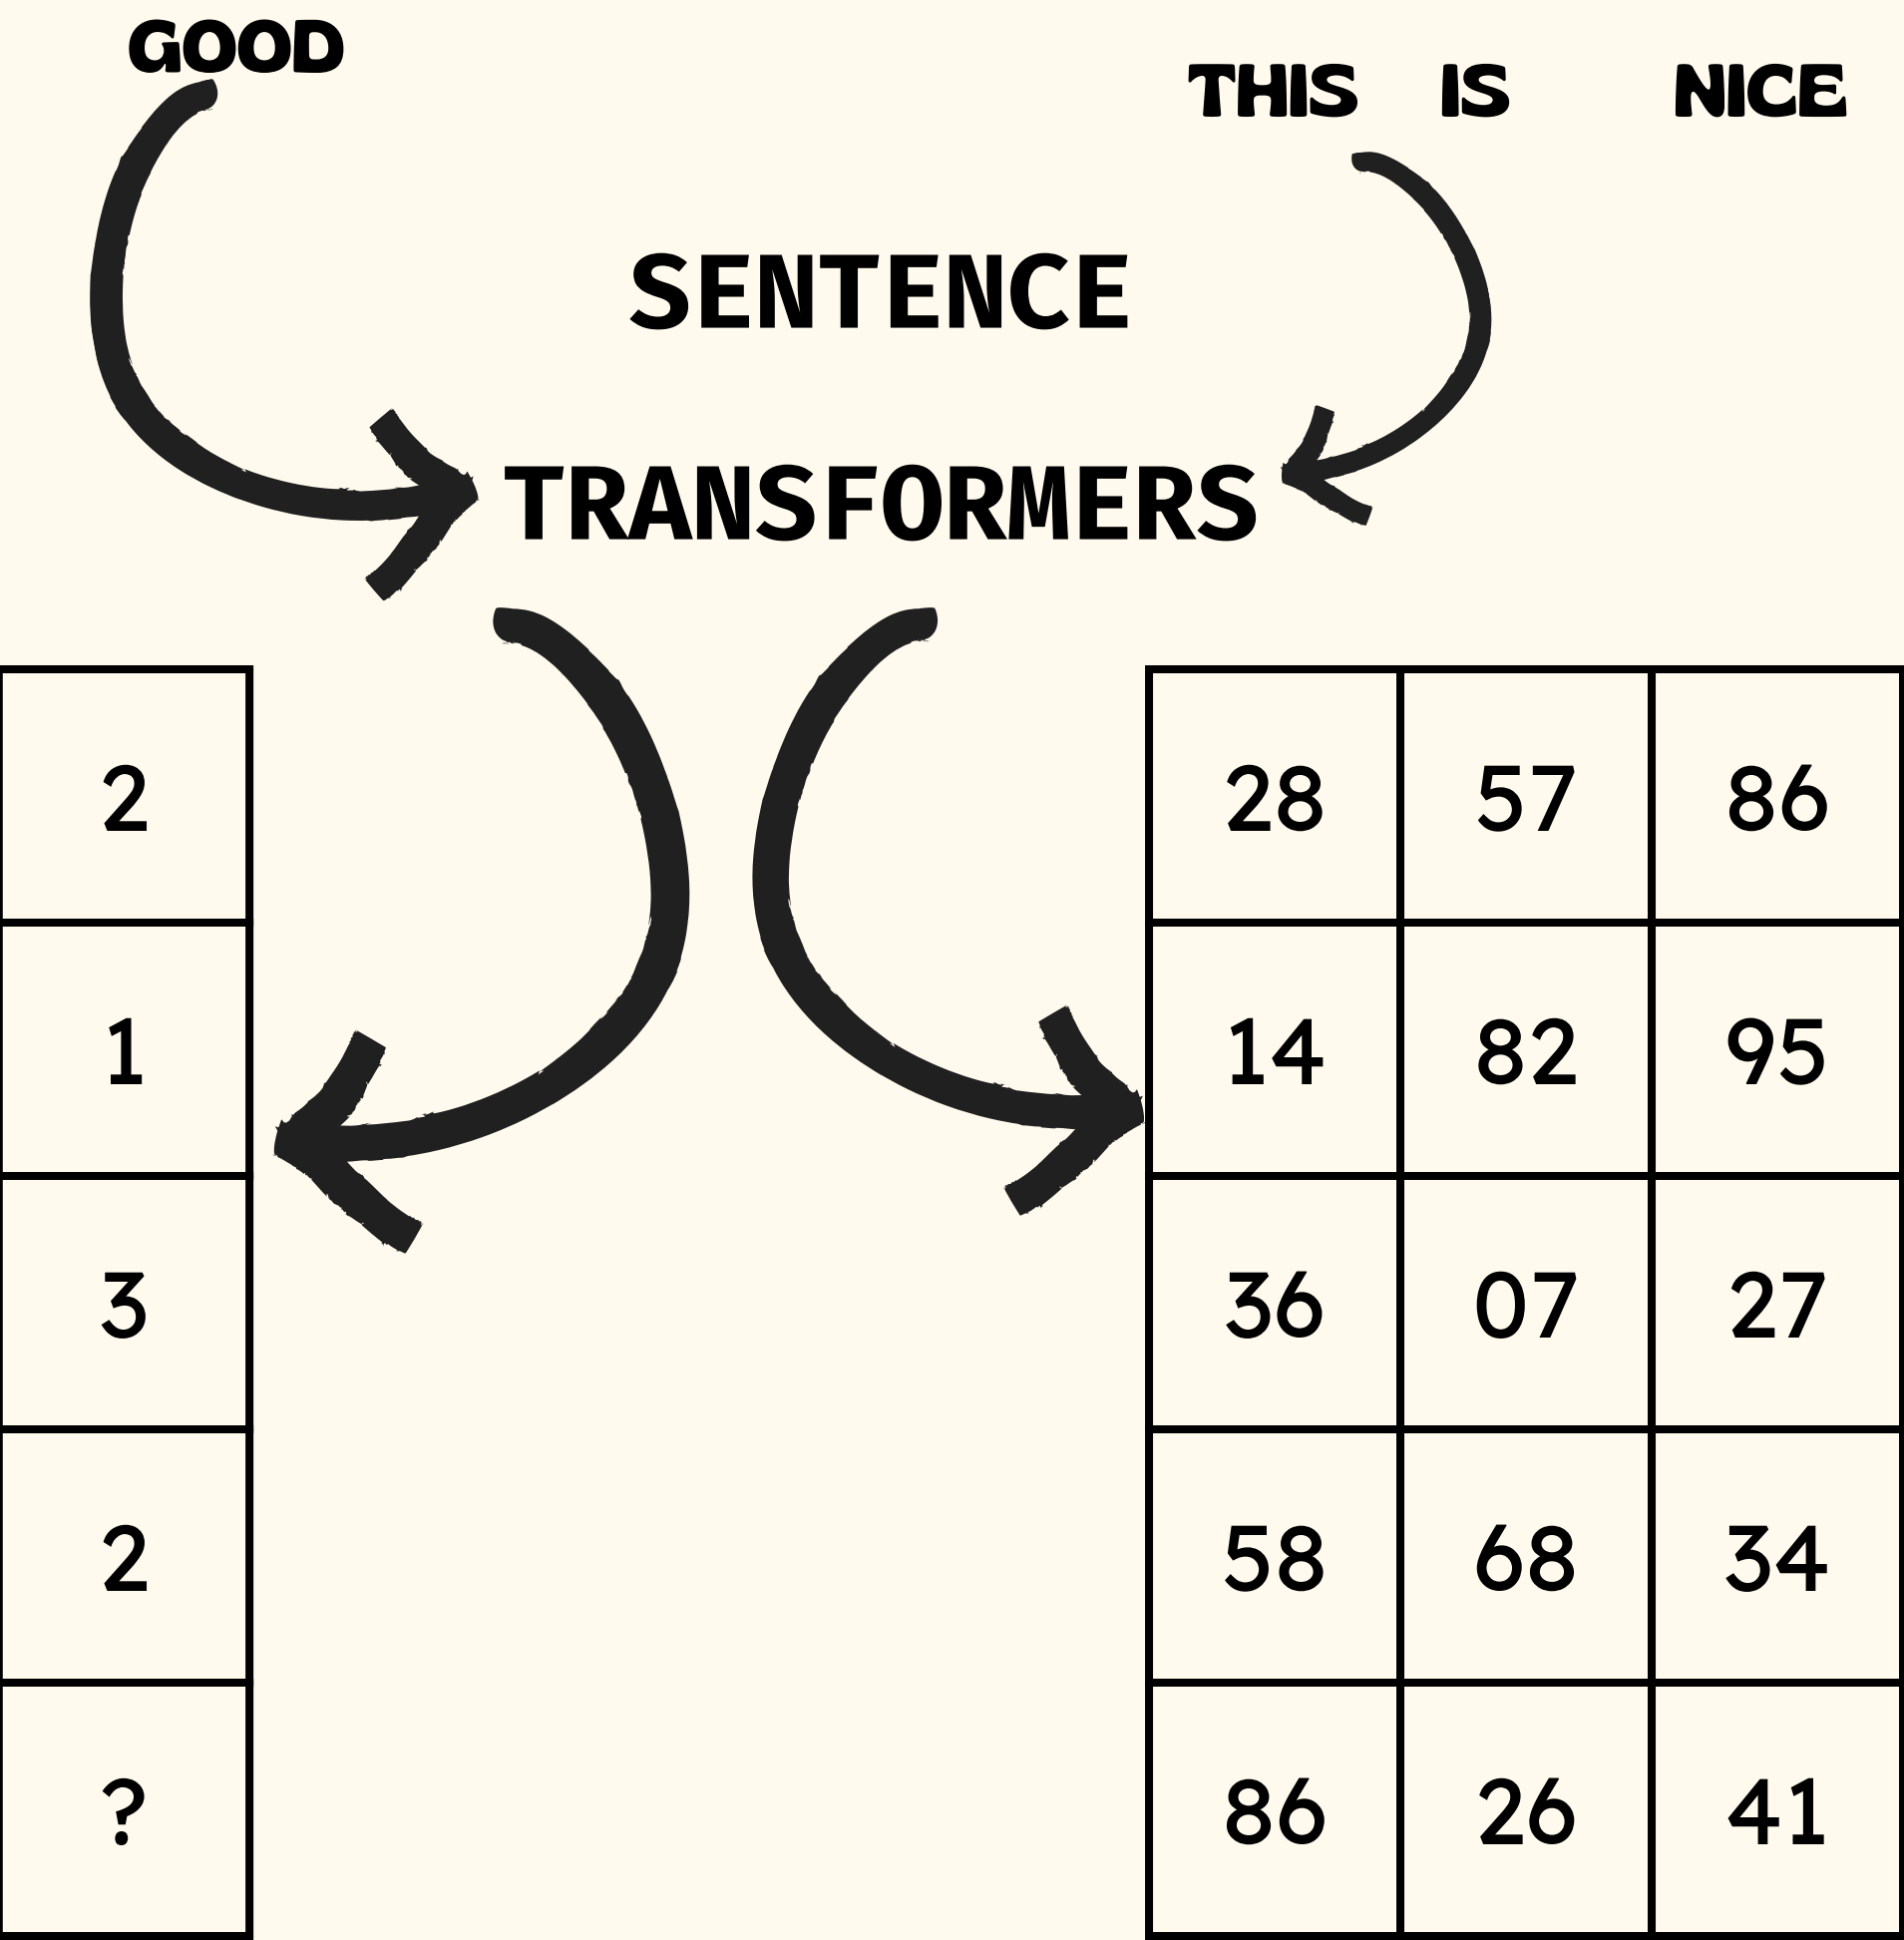 GOOD
THIS IS NICE
SENTENCE
TRANSFORMERS
2 28 57 86
1 14 82 95
3 36 07 27
2 58 68 34
? 86 26 41